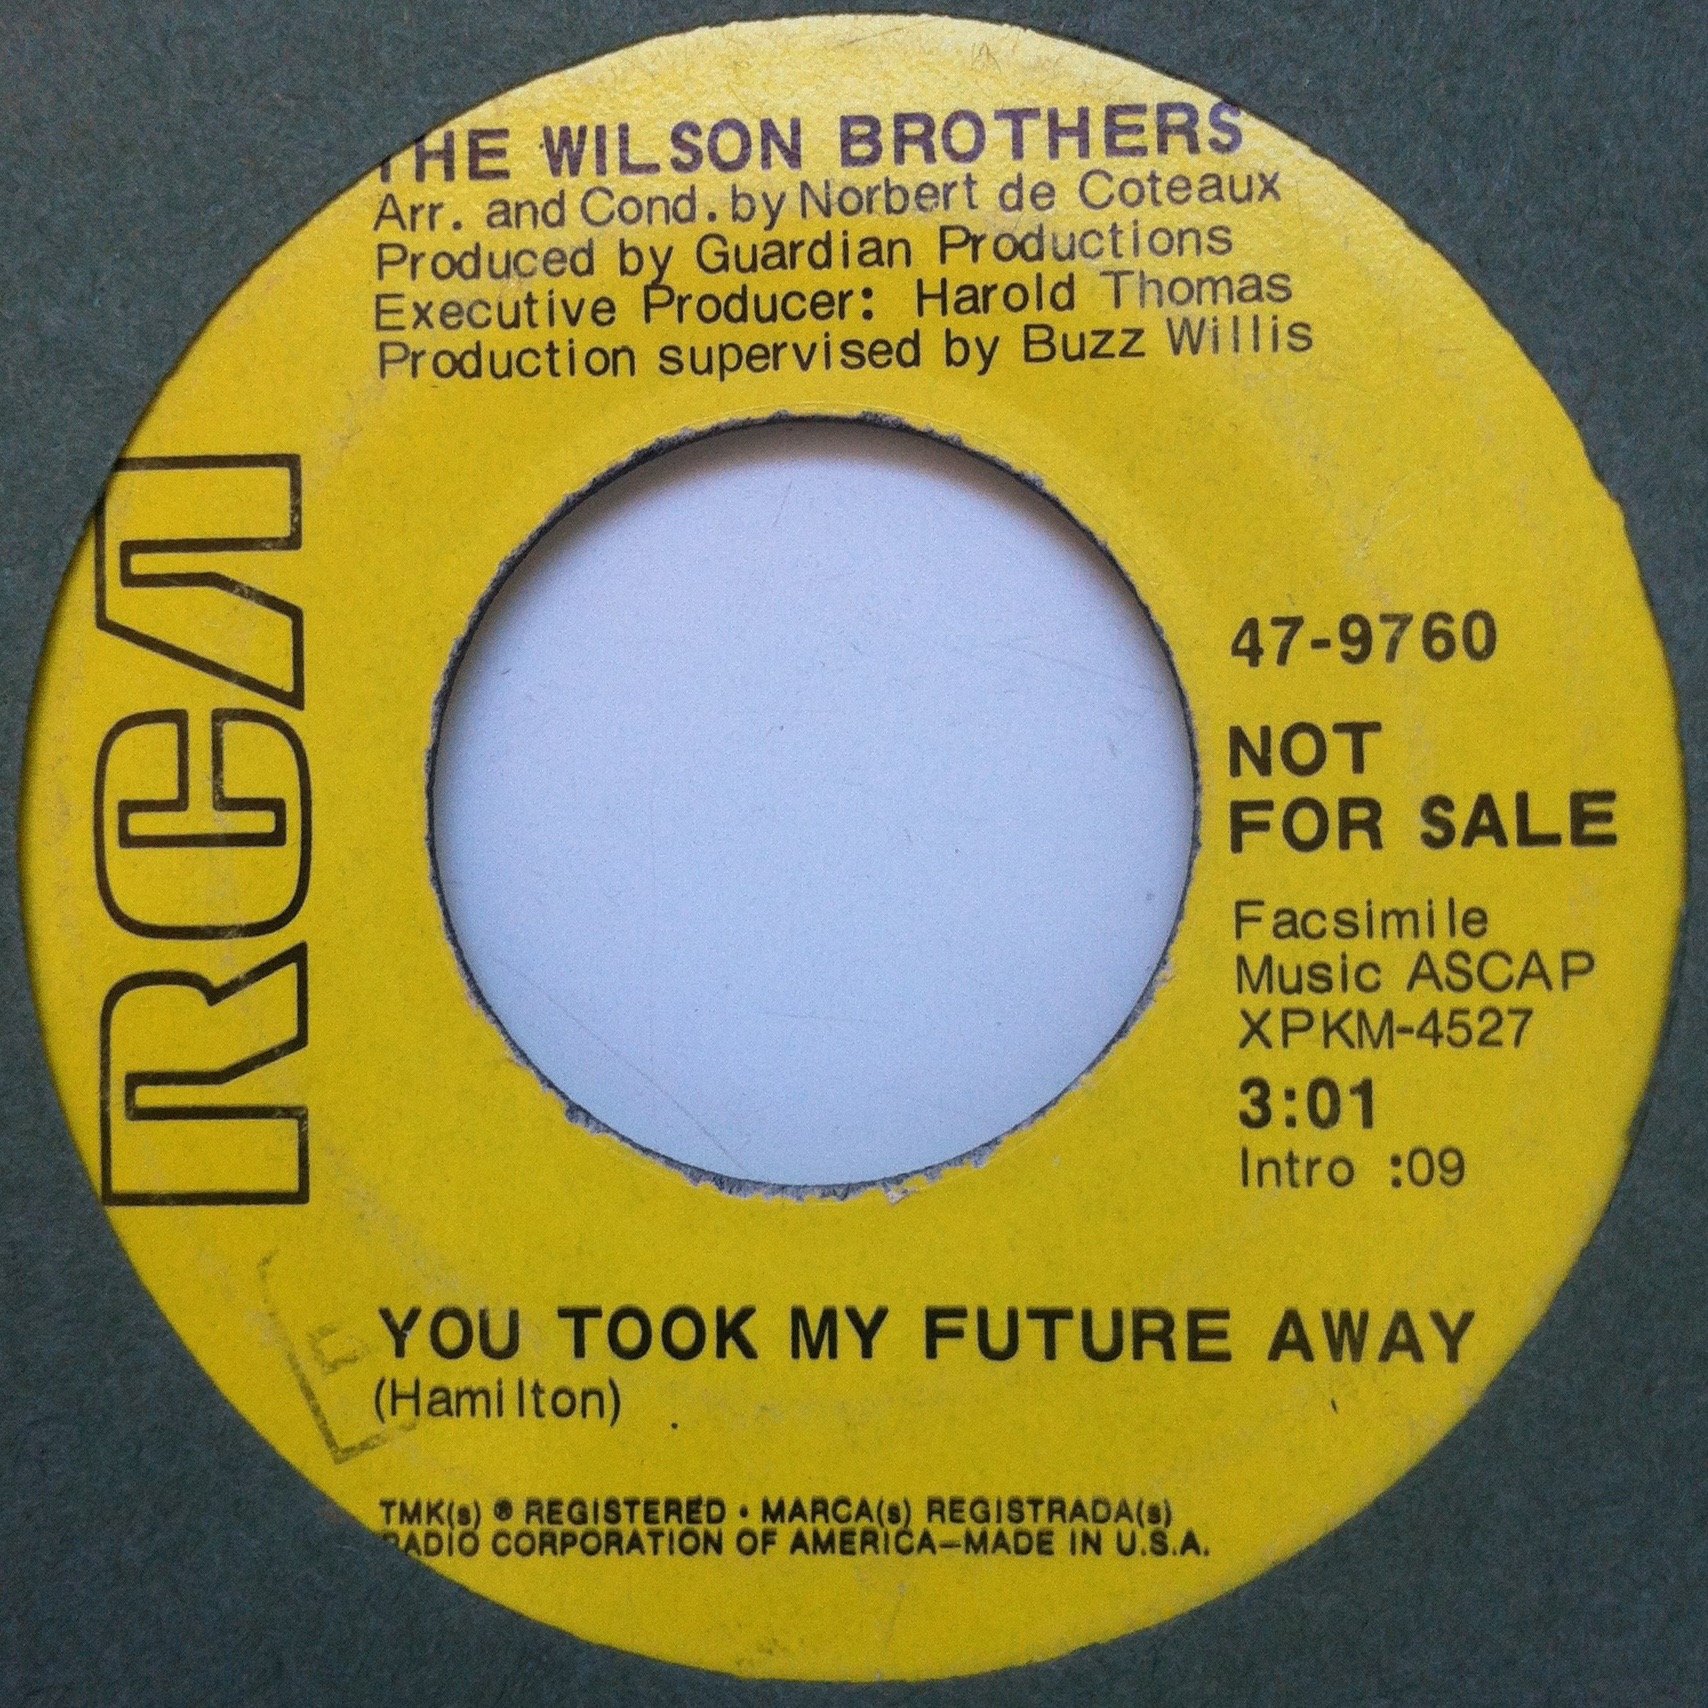 THE WILSON BROTHERS
Arr. and Cond. by Norbert de Coteaux
Produced by Guardian Productions
Executive Producer: Harold Thomas
Production supervised by Buzz Willis
RCA
47-9760
NOT
FOR SALE
Facsimile
Music ASCAP
XPKM-4527
3:01
Intro :09
YOU TOOK MY FUTURE AWAY
(Hamilton)
TMK(s) ® REGISTERED • MARCA(s) REGISTRADA(s)
RADIO CORPORATION OF AMERICA—MADE IN U.S.A.